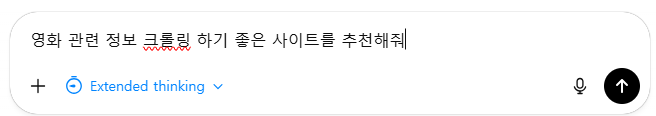 영화 관련 정보 크롤링 하기 좋은 사이트를 추천해줘
Extended thinking